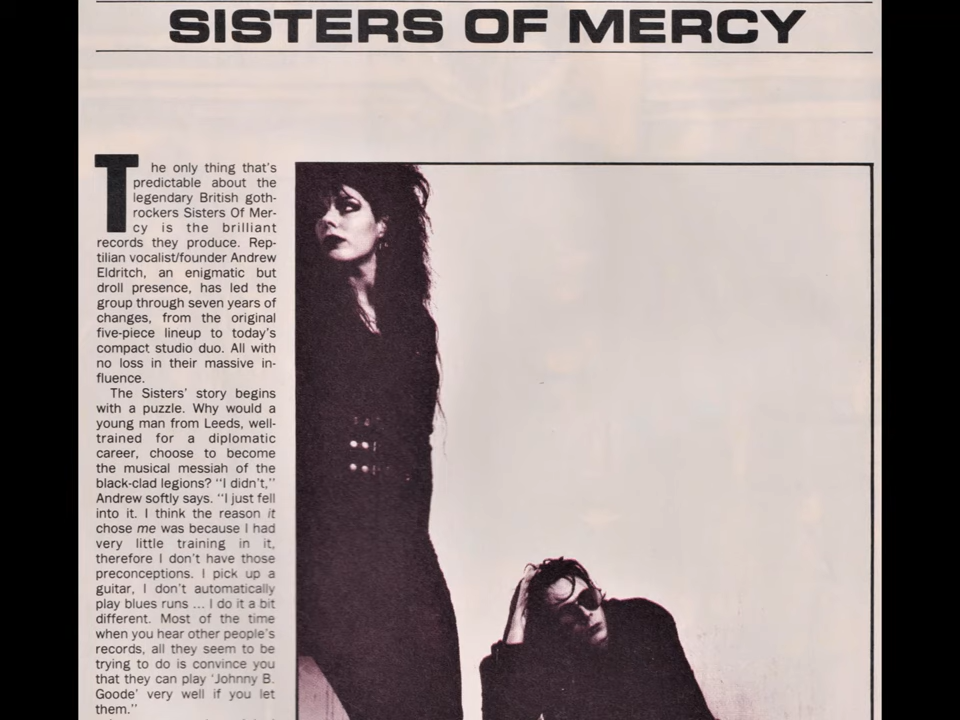 SISTERS OF MERCY
The only thing that's
predictable about the
legendary British goth-
rockers Sisters Of Mer-
cy is the brilliant
records they produce. Rep-
tilian vocalist/founder Andrew
Eldritch, an enigmatic but
droll presence, has led the
group through seven years of
changes, from the original
five-piece lineup to today's
compact studio duo. All with
no loss in their massive in-
fluence.
The Sisters' story begins
with a puzzle. Why would a
young man from Leeds, well-
trained for a diplomatic
career, choose to become
the musical messiah of the
black-clad legions? “I didn't,”
Andrew softly says. “I just fell
into it. I think the reason it
chose me was because I had
very little training in it,
therefore I don't have those
preconceptions. I pick up a
guitar, I don't automatically
play blues runs ... I do it a bit
different. Most of the time
when you hear other people's
records, all they seem to be
trying to do is convince you
that they can play 'Johnny B.
Goode' very well if you let
them.”